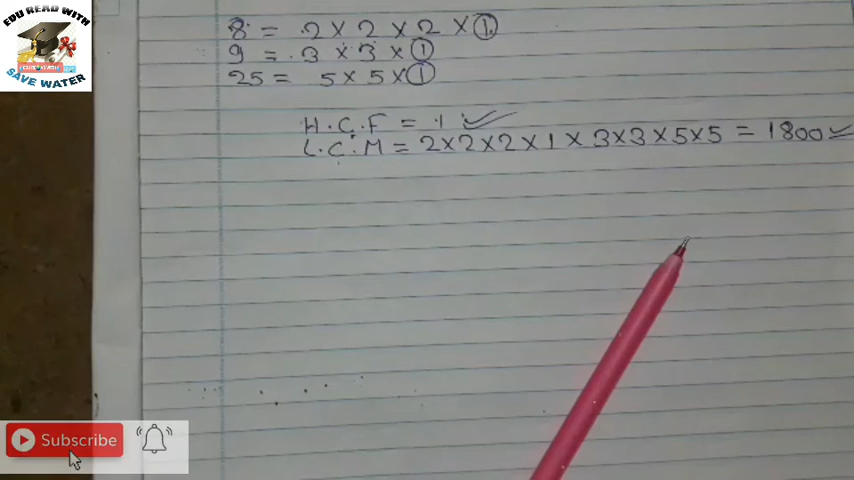 EDU READ WITH
SAVE WATER
8 = 2 × 2 × 2 × 1
9 = 3 × 3 × 1
25 = 5 × 5 × 1
H.C.F = 1
L.C.M = 2×2×2×1×3×3×5×5 = 1800
Subscribe